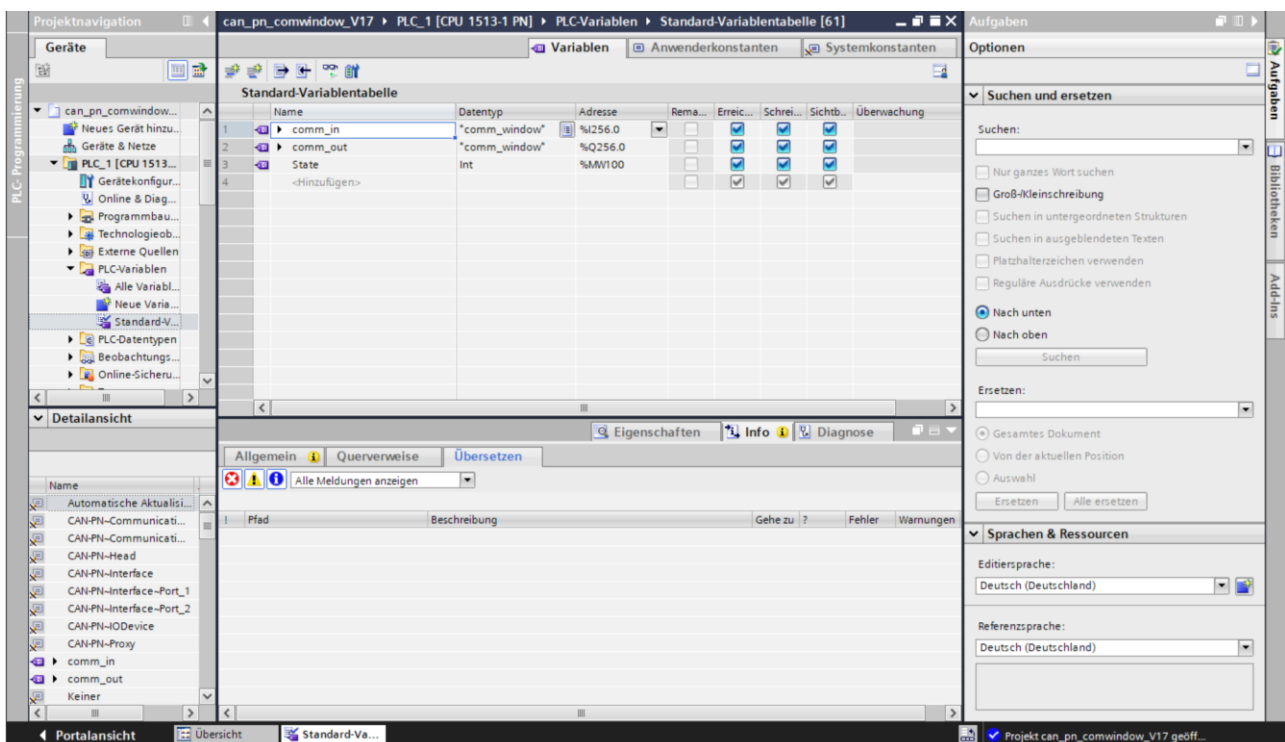 Projektnavigation
can_pn_comwindow_V17 ▸ PLC_1 [CPU 1513-1 PN] ▸ PLC-Variablen ▸ Standard-Variablentabelle [61]
Aufgaben
Geräte
Variablen
Anwenderkonstanten
Systemkonstanten
Optionen
PLC-Programmierung
Standard-Variablentabelle
can_pn_comwindow...
Neues Gerät hinzu...
Geräte & Netze
PLC_1 [CPU 1513...
Gerätekonfigur...
Online & Diag...
Programmbau...
Technologieob...
Externe Quellen
PLC-Variablen
Alle Variabl...
Neue Varia...
Standard-V...
PLC-Datentypen
Beobachtungs...
Online-Sicheru...
Name Datentyp Adresse Rema... Erreic... Schrei... Sichtb.. Überwachung
1 comm_in "comm_window" %I256.0
2 comm_out "comm_window" %Q256.0
3 State Int %MW100
4 <Hinzufügen>
Detailansicht
Name
Automatische Aktualisi...
CAN-PN~Communicati...
CAN-PN~Communicati...
CAN-PN~Head
CAN-PN~Interface
CAN-PN~Interface~Port_1
CAN-PN~Interface~Port_2
CAN-PN~IODevice
CAN-PN~Proxy
comm_in
comm_out
Keiner
Eigenschaften
Info
Diagnose
Allgemein
Querverweise
Übersetzen
Alle Meldungen anzeigen
! Pfad Beschreibung Gehe zu ? Fehler Warnungen
Suchen und ersetzen
Suchen:
Nur ganzes Wort suchen
Groß-/Kleinschreibung
Suchen in untergeordneten Strukturen
Suchen in ausgeblendeten Texten
Platzhalterzeichen verwenden
Reguläre Ausdrücke verwenden
Nach unten
Nach oben
Suchen
Ersetzen:
Gesamtes Dokument
Von der aktuellen Position
Auswahl
Ersetzen
Alle ersetzen
Sprachen & Ressourcen
Editiersprache:
Deutsch (Deutschland)
Referenzsprache:
Deutsch (Deutschland)
Aufgaben
Bibliotheken
Add-Ins
Portalansicht
Übersicht
Standard-Va...
Projekt can_pn_comwindow_V17 geöff...